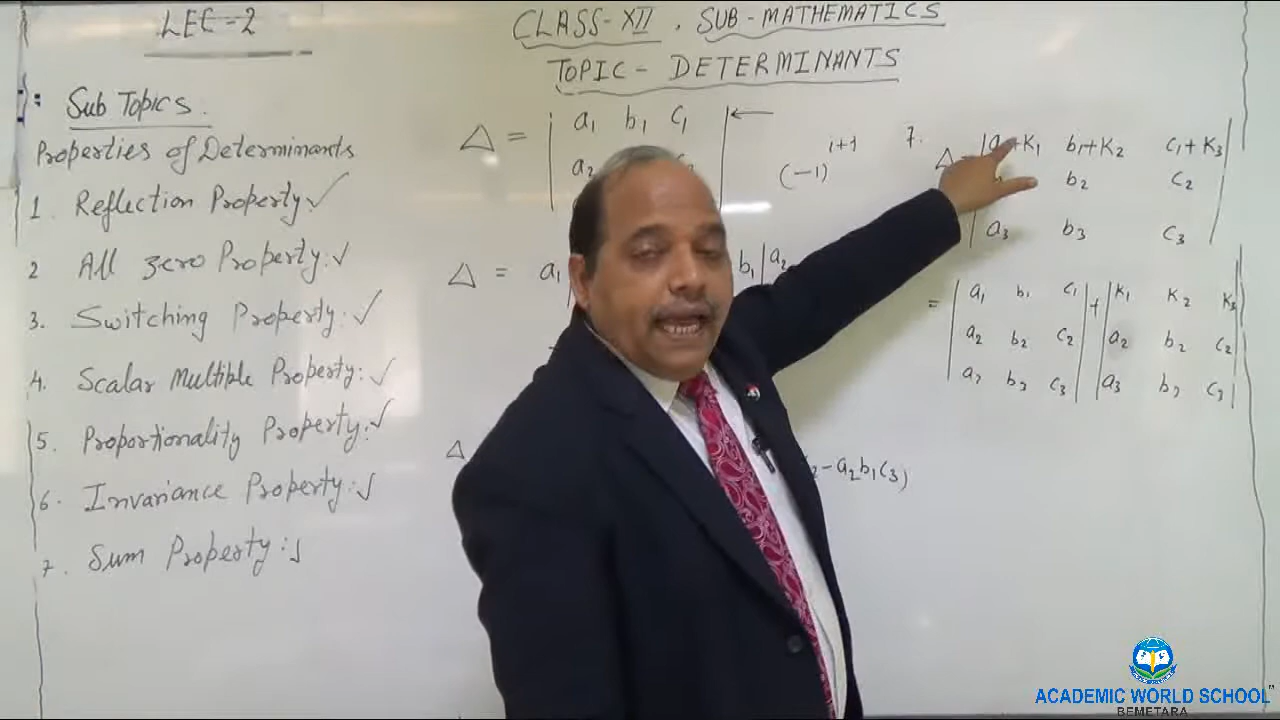 LEC-2
CLASS-XII, SUB-MATHEMATICS
TOPIC- DETERMINANTS
Sub Topics.
Properties of Determinants
1. Reflection Property ✓
2 All zero Property: ✓
3. Switching Property: ✓
4. Scalar Multiple Property: ✓
5. Proportionality Property: ✓
6. Invariance Property: ✓
7. Sum Property: ✓
Δ = | a₁ b₁ c₁ | ←
a₂
(-1)^(i+1)
Δ = a₁
b₁ | a₂
Δ
- a₂b₁c₃)
7. Δ = | a +K₁ b₁+K₂ c₁+K₃ |
b₂ c₂
a₃ b₃ c₃
= | a₁ b₁ c₁ | + | K₁ K₂ K₃ |
a₂ b₂ c₂ a₂ b₂ c₂
a₃ b₃ c₃ a₃ b₃ c₃
ACADEMIC WORLD SCHOOL™
BEMETARA